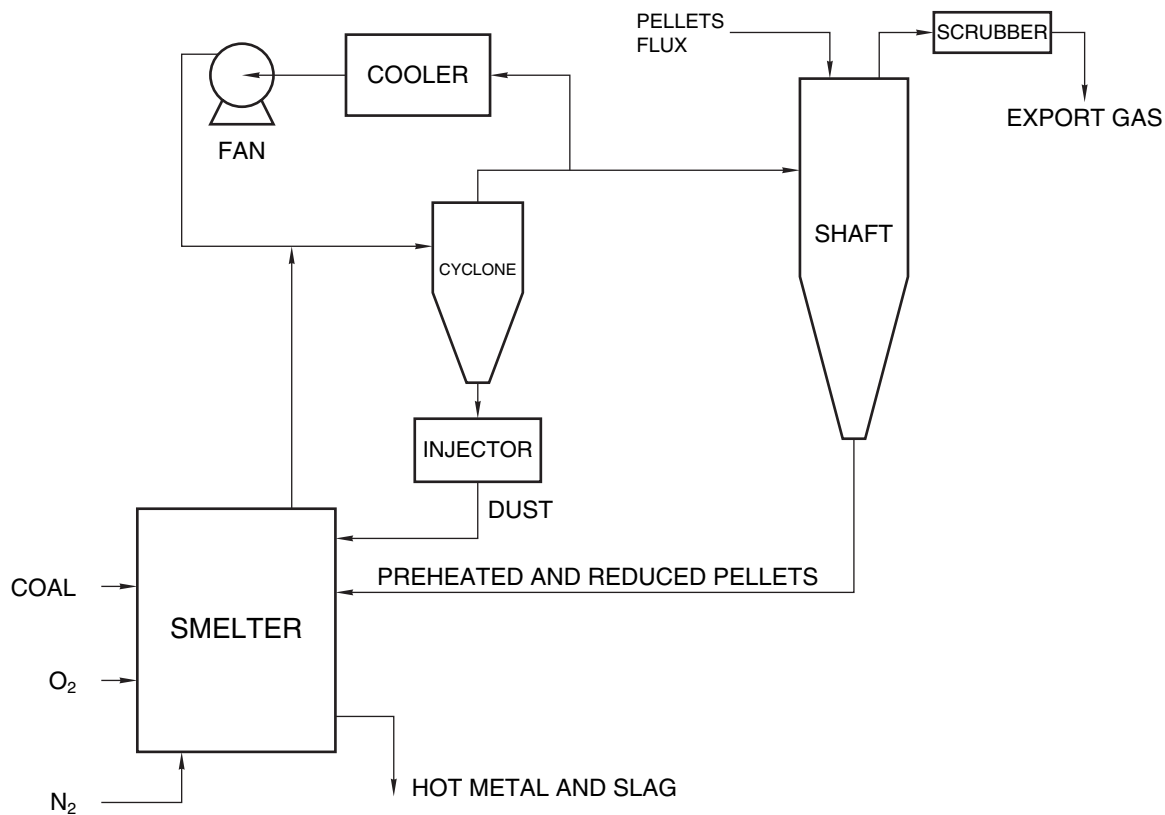 PELLETS
FLUX
SCRUBBER
COOLER
EXPORT GAS
FAN
SHAFT
CYCLONE
INJECTOR
DUST
PREHEATED AND REDUCED PELLETS
COAL
SMELTER
O₂
HOT METAL AND SLAG
N₂